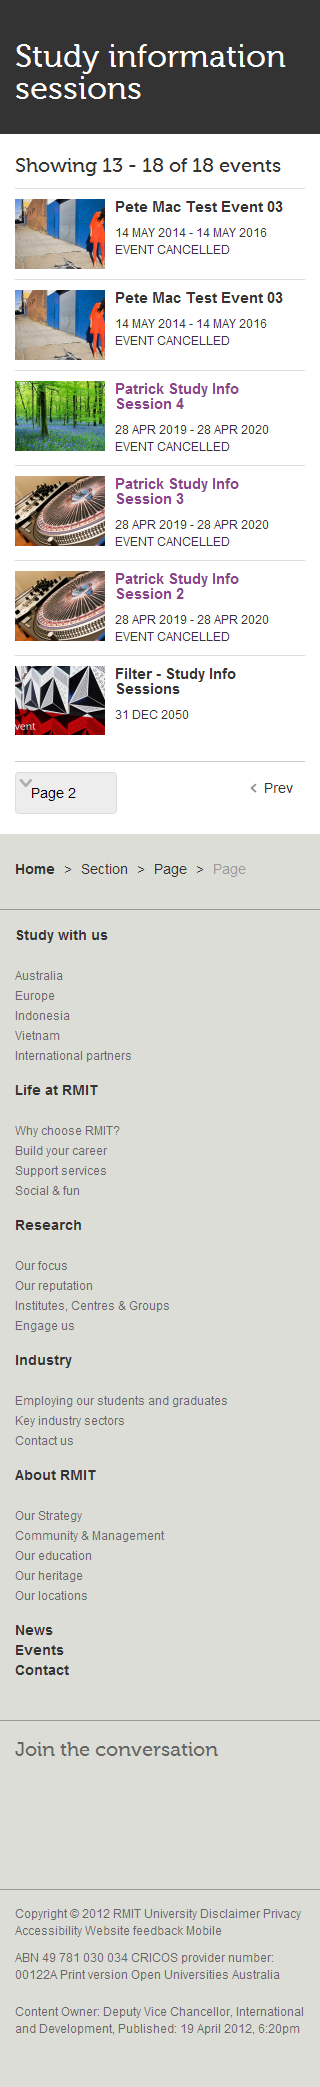 Study information
sessions
Showing 13 - 18 of 18 events
Pete Mac Test Event 03
14 MAY 2014 - 14 MAY 2016
EVENT CANCELLED
Pete Mac Test Event 03
14 MAY 2014 - 14 MAY 2016
EVENT CANCELLED
Patrick Study Info
Session 4
28 APR 2019 - 28 APR 2020
EVENT CANCELLED
Patrick Study Info
Session 3
28 APR 2019 - 28 APR 2020
EVENT CANCELLED
Patrick Study Info
Session 2
28 APR 2019 - 28 APR 2020
EVENT CANCELLED
Filter - Study Info
Sessions
31 DEC 2050
vent
Page 2
< Prev
Home > Section > Page > Page
Study with us
Australia
Europe
Indonesia
Vietnam
International partners
Life at RMIT
Why choose RMIT?
Build your career
Support services
Social & fun
Research
Our focus
Our reputation
Institutes, Centres & Groups
Engage us
Industry
Employing our students and graduates
Key industry sectors
Contact us
About RMIT
Our Strategy
Community & Management
Our education
Our heritage
Our locations
News
Events
Contact
Join the conversation
Copyright © 2012 RMIT University Disclaimer Privacy
Accessibility Website feedback Mobile
ABN 49 781 030 034 CRICOS provider number:
00122A Print version Open Universities Australia
Content Owner: Deputy Vice Chancellor, International
and Development, Published: 19 April 2012, 6:20pm